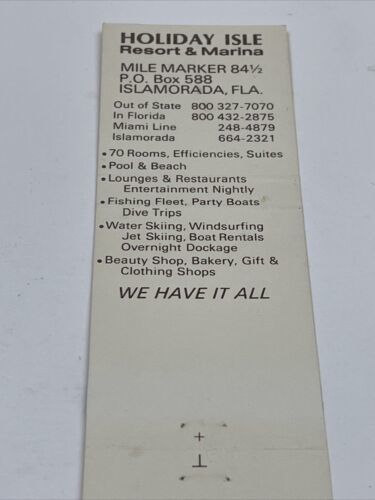 HOLIDAY ISLE
Resort & Marina
MILE MARKER 84½
P.O. Box 588
ISLAMORADA, FLA.
Out of State 800 327-7070
In Florida 800 432-2875
Miami Line 248-4879
Islamorada 664-2321
• 70 Rooms, Efficiencies, Suites
• Pool & Beach
• Lounges & Restaurants
Entertainment Nightly
• Fishing Fleet, Party Boats
Dive Trips
• Water Skiing, Windsurfing
Jet Skiing, Boat Rentals
Overnight Dockage
• Beauty Shop, Bakery, Gift &
Clothing Shops
WE HAVE IT ALL